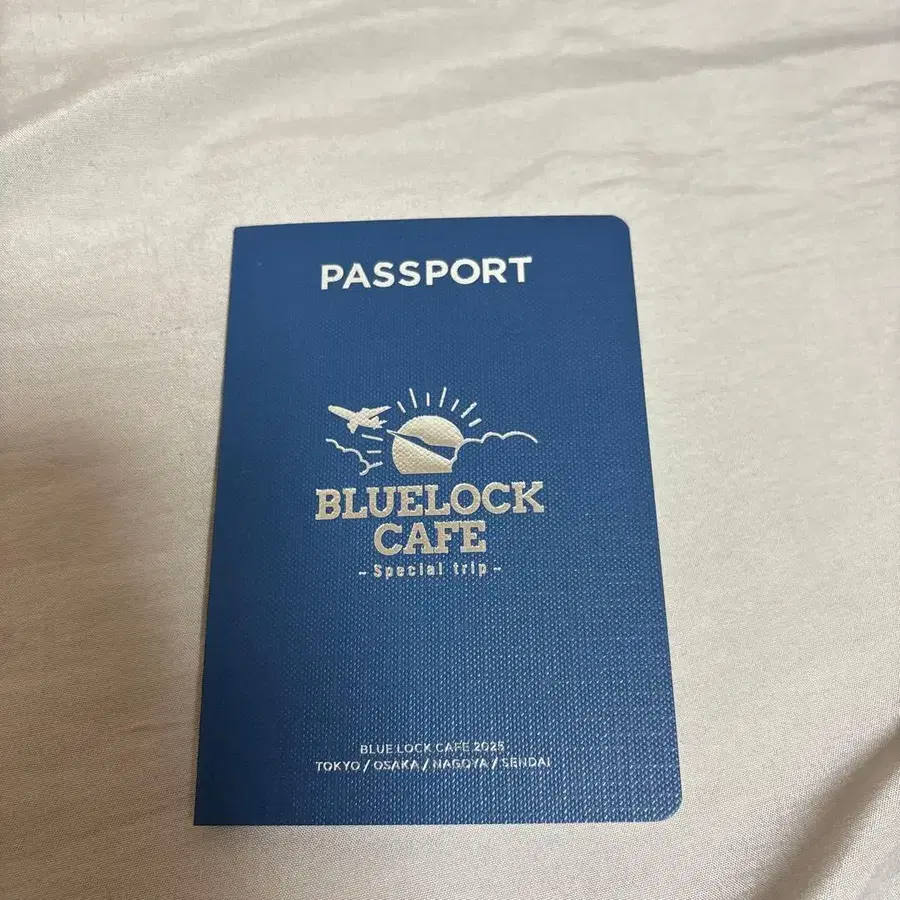 PASSPORT
BLUELOCK
CAFE
- Special trip -
BLUE LOCK CAFE 2025
TOKYO / OSAKA / NAGOYA / SENDAI